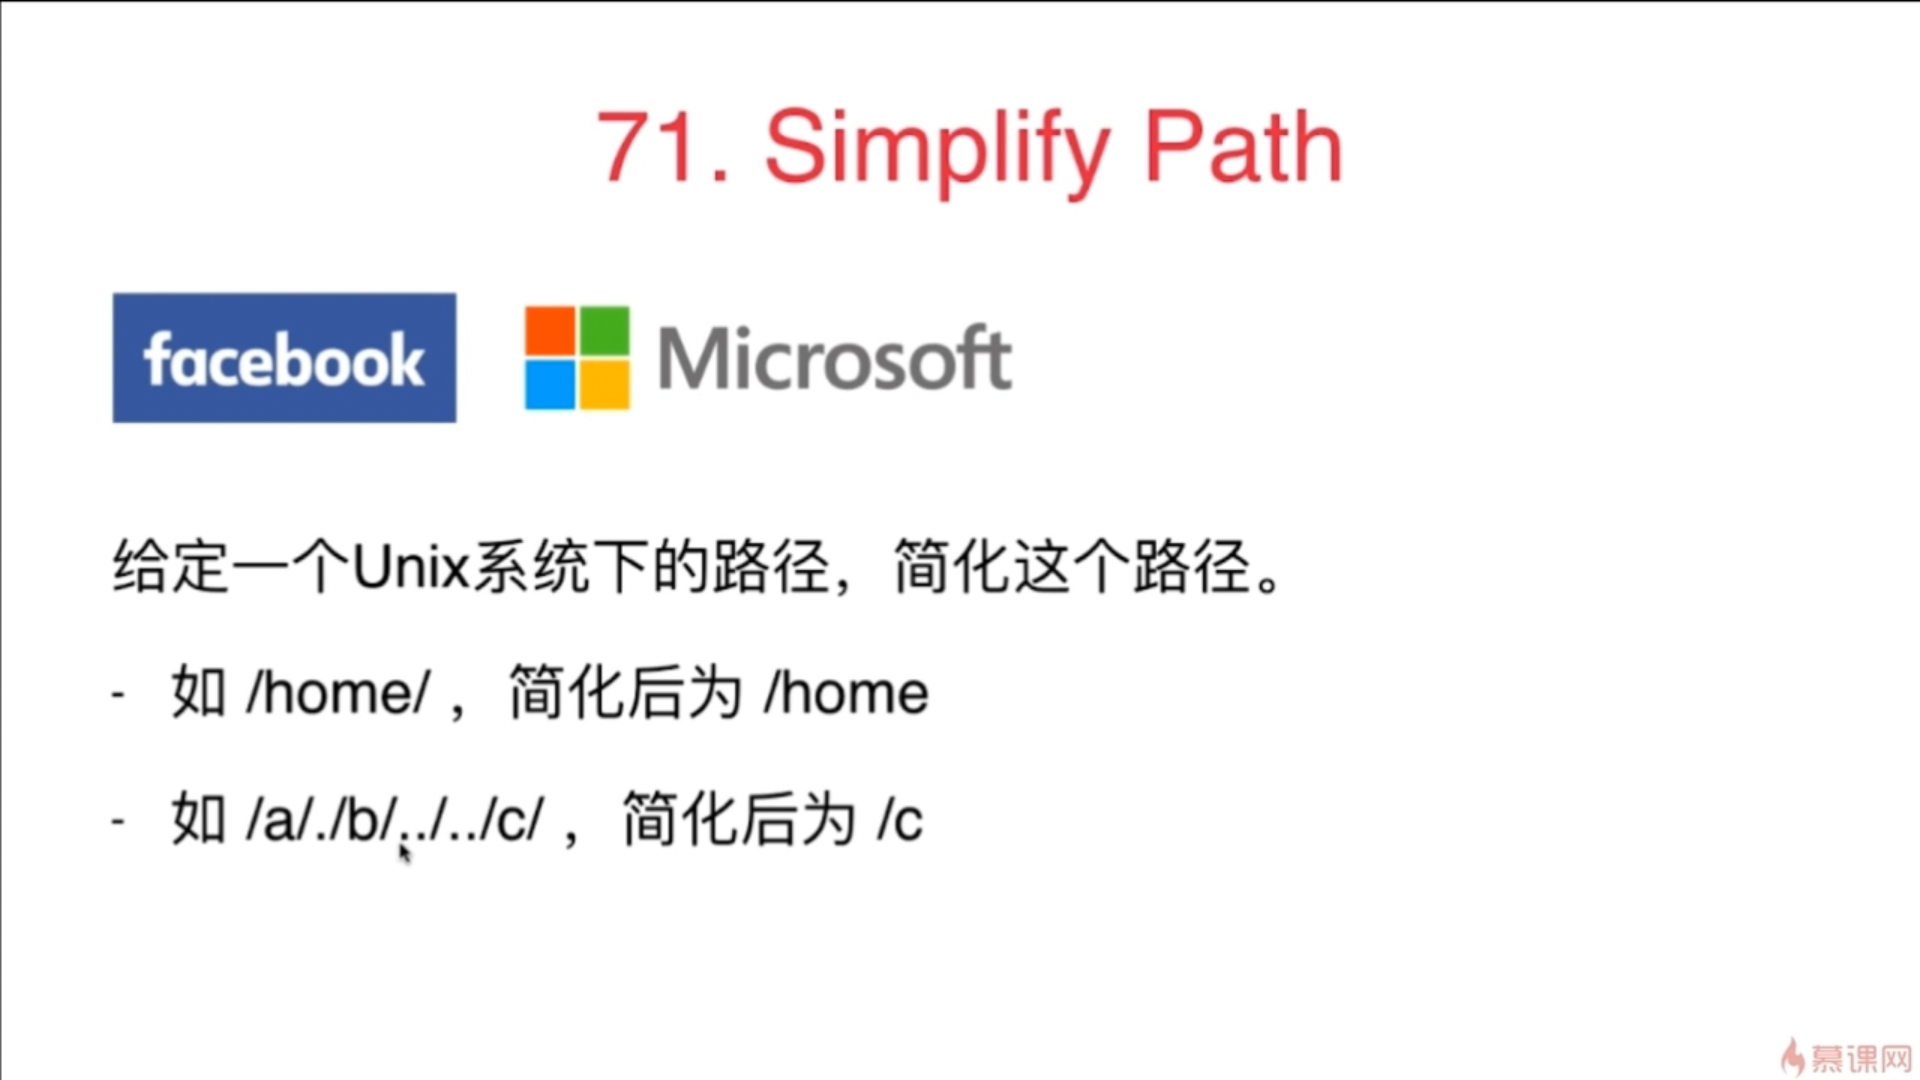 71. Simplify Path
facebook Microsoft
给定一个Unix系统下的路径，简化这个路径。
- 如 /home/ ，简化后为 /home
- 如 /a/./b/../../c/ ，简化后为 /c
慕课网